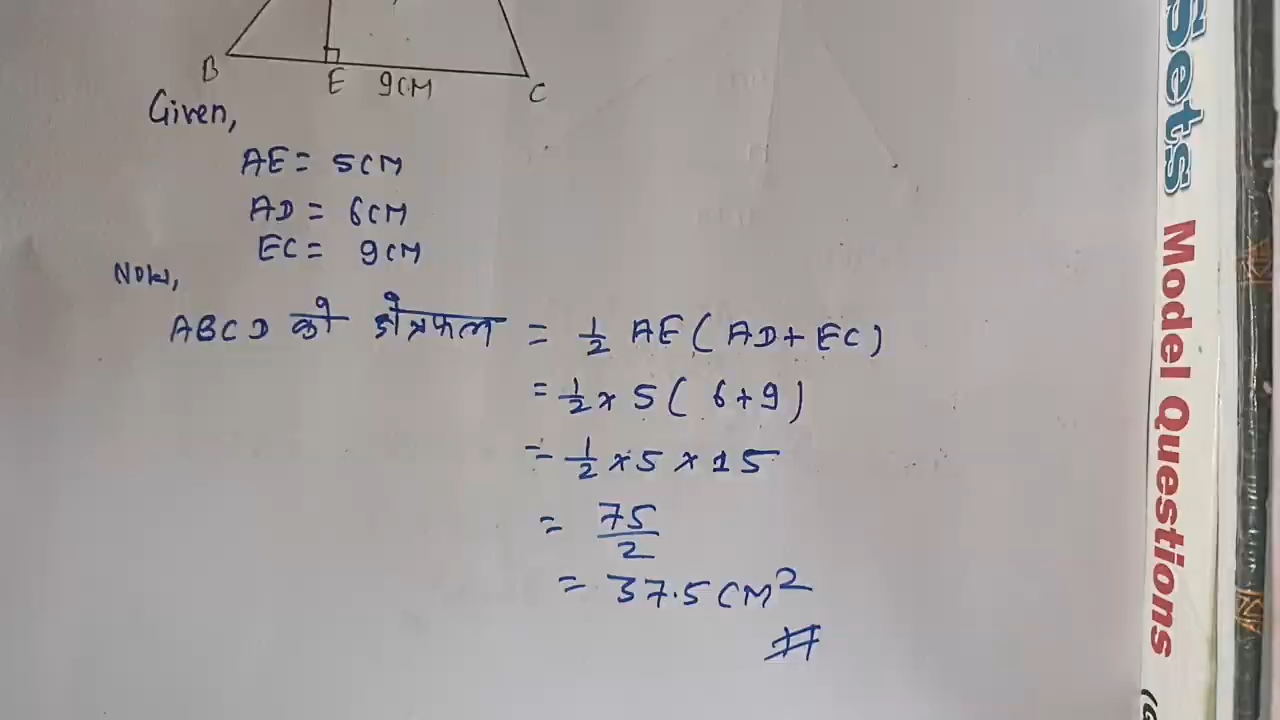 B E 9CM C
Given,
AE = 5CM
AD = 6CM
EC = 9CM
Now,
ABCD को क्षेत्रफल = 1/2 AE ( AD + EC )
= 1/2 × 5 ( 6 + 9 )
= 1/2 × 5 × 15
= 75/2
= 37.5 CM²
#
Sets Model Questions